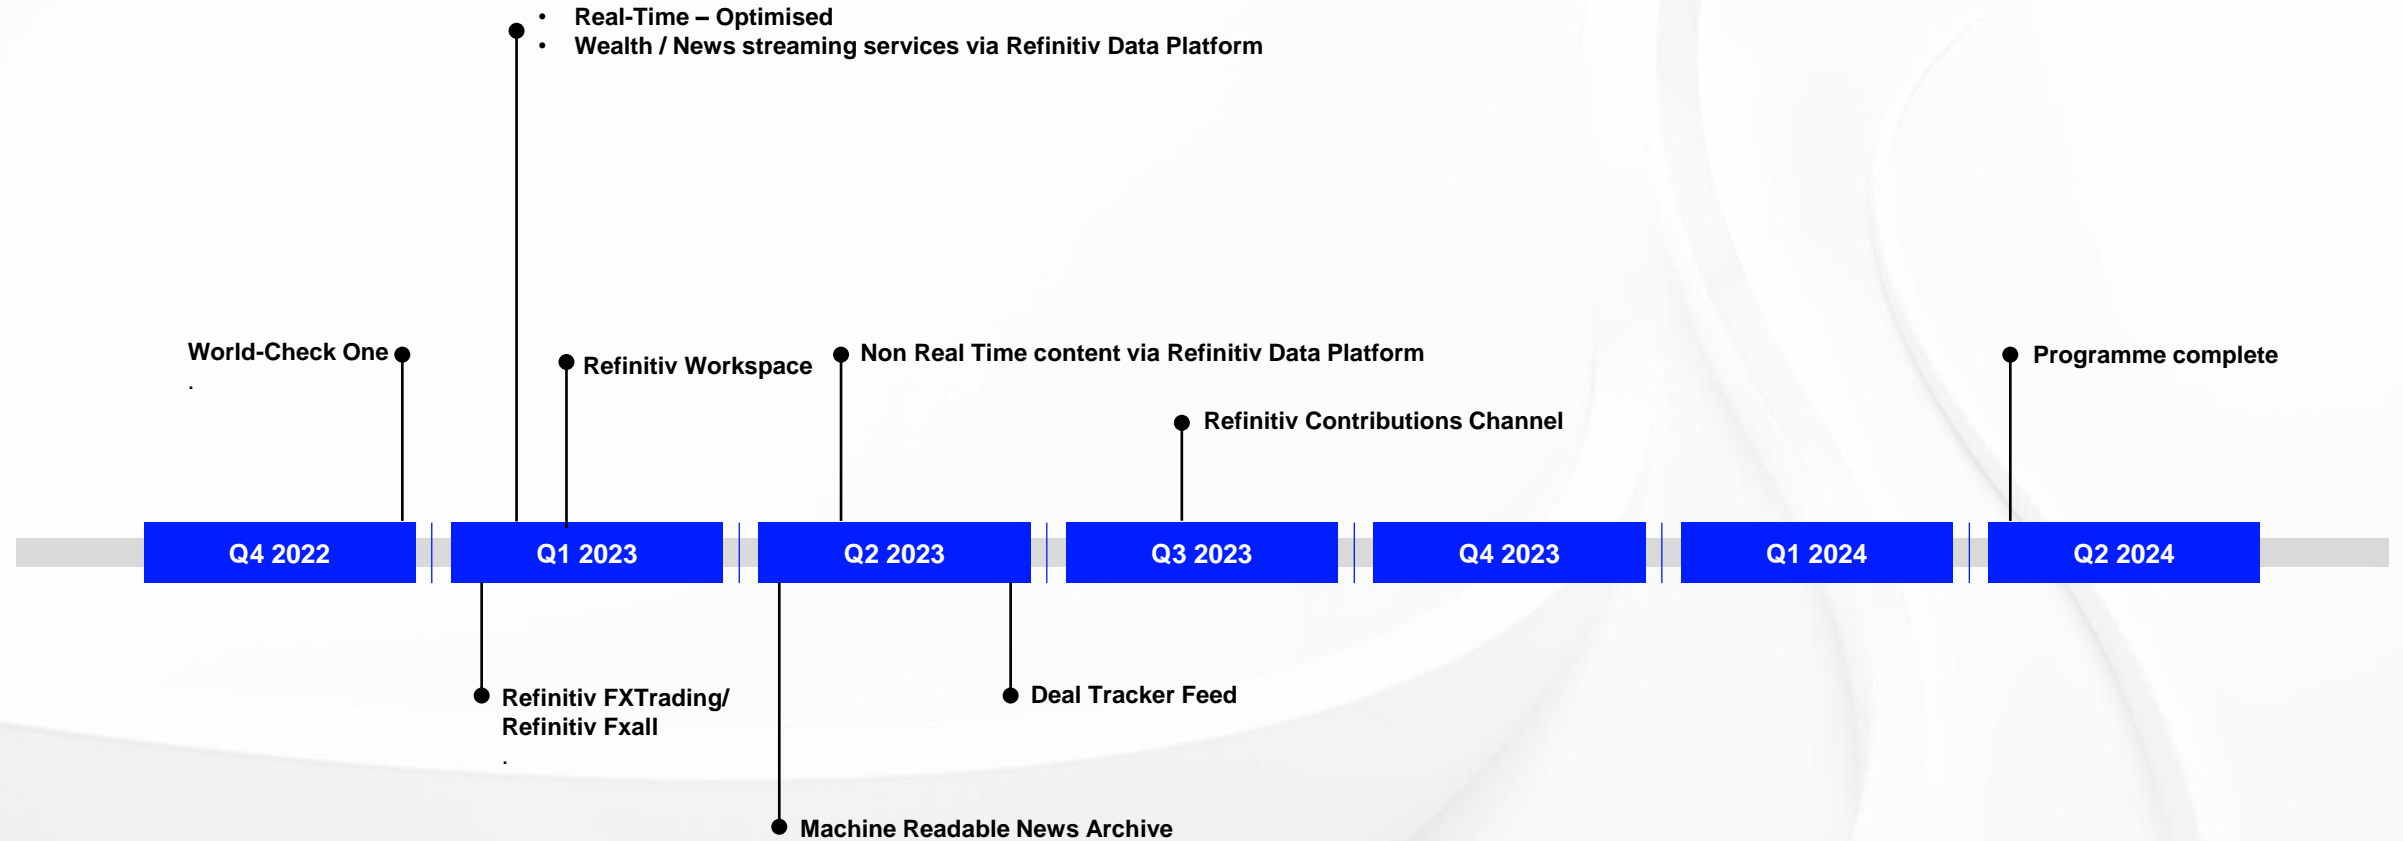 • Real-Time – Optimised
• Wealth / News streaming services via Refinitiv Data Platform
World-Check One
.
Refinitiv Workspace
Non Real Time content via Refinitiv Data Platform
Programme complete
Refinitiv Contributions Channel
Q4 2022
Q1 2023
Q2 2023
Q3 2023
Q4 2023
Q1 2024
Q2 2024
Refinitiv FXTrading/
Refinitiv Fxall
.
Deal Tracker Feed
Machine Readable News Archive